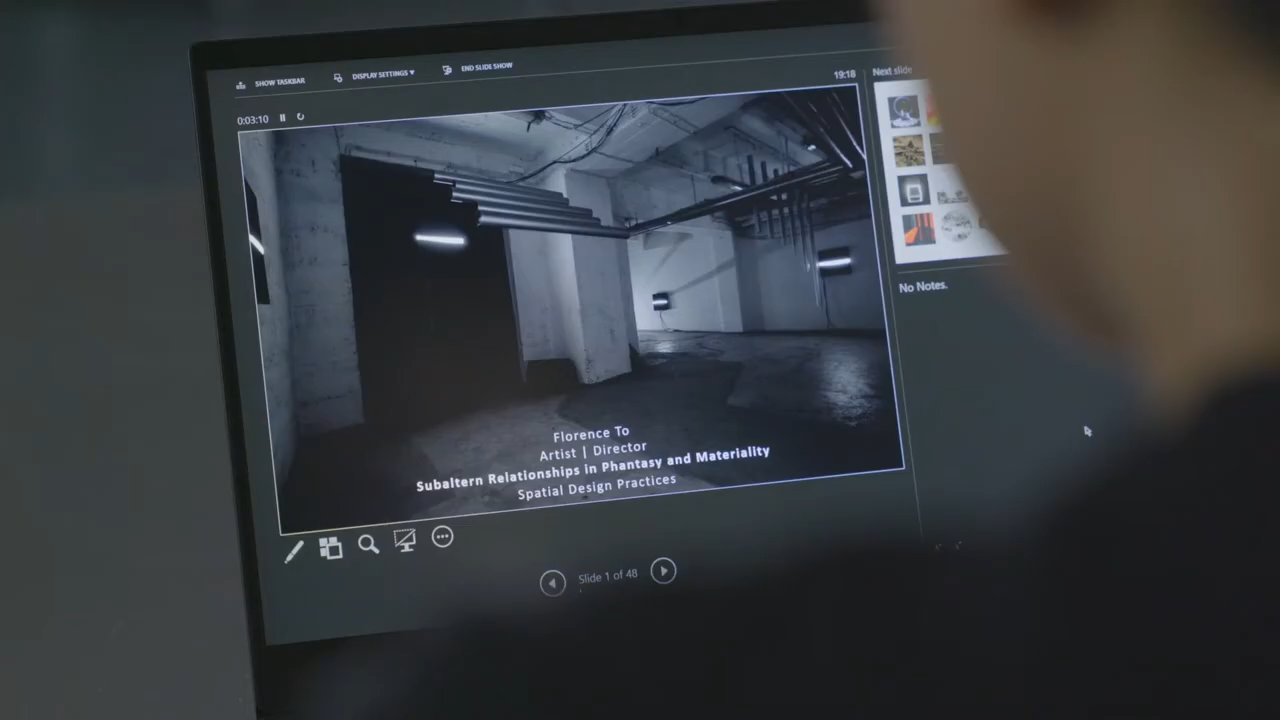 SHOW TASKBAR
DISPLAY SETTINGS ▼
END SLIDE SHOW
0:03:10
19:18
Next slide
Florence To
Artist | Director
Subaltern Relationships in Phantasy and Materiality
Spatial Design Practices
No Notes.
Slide 1 of 48